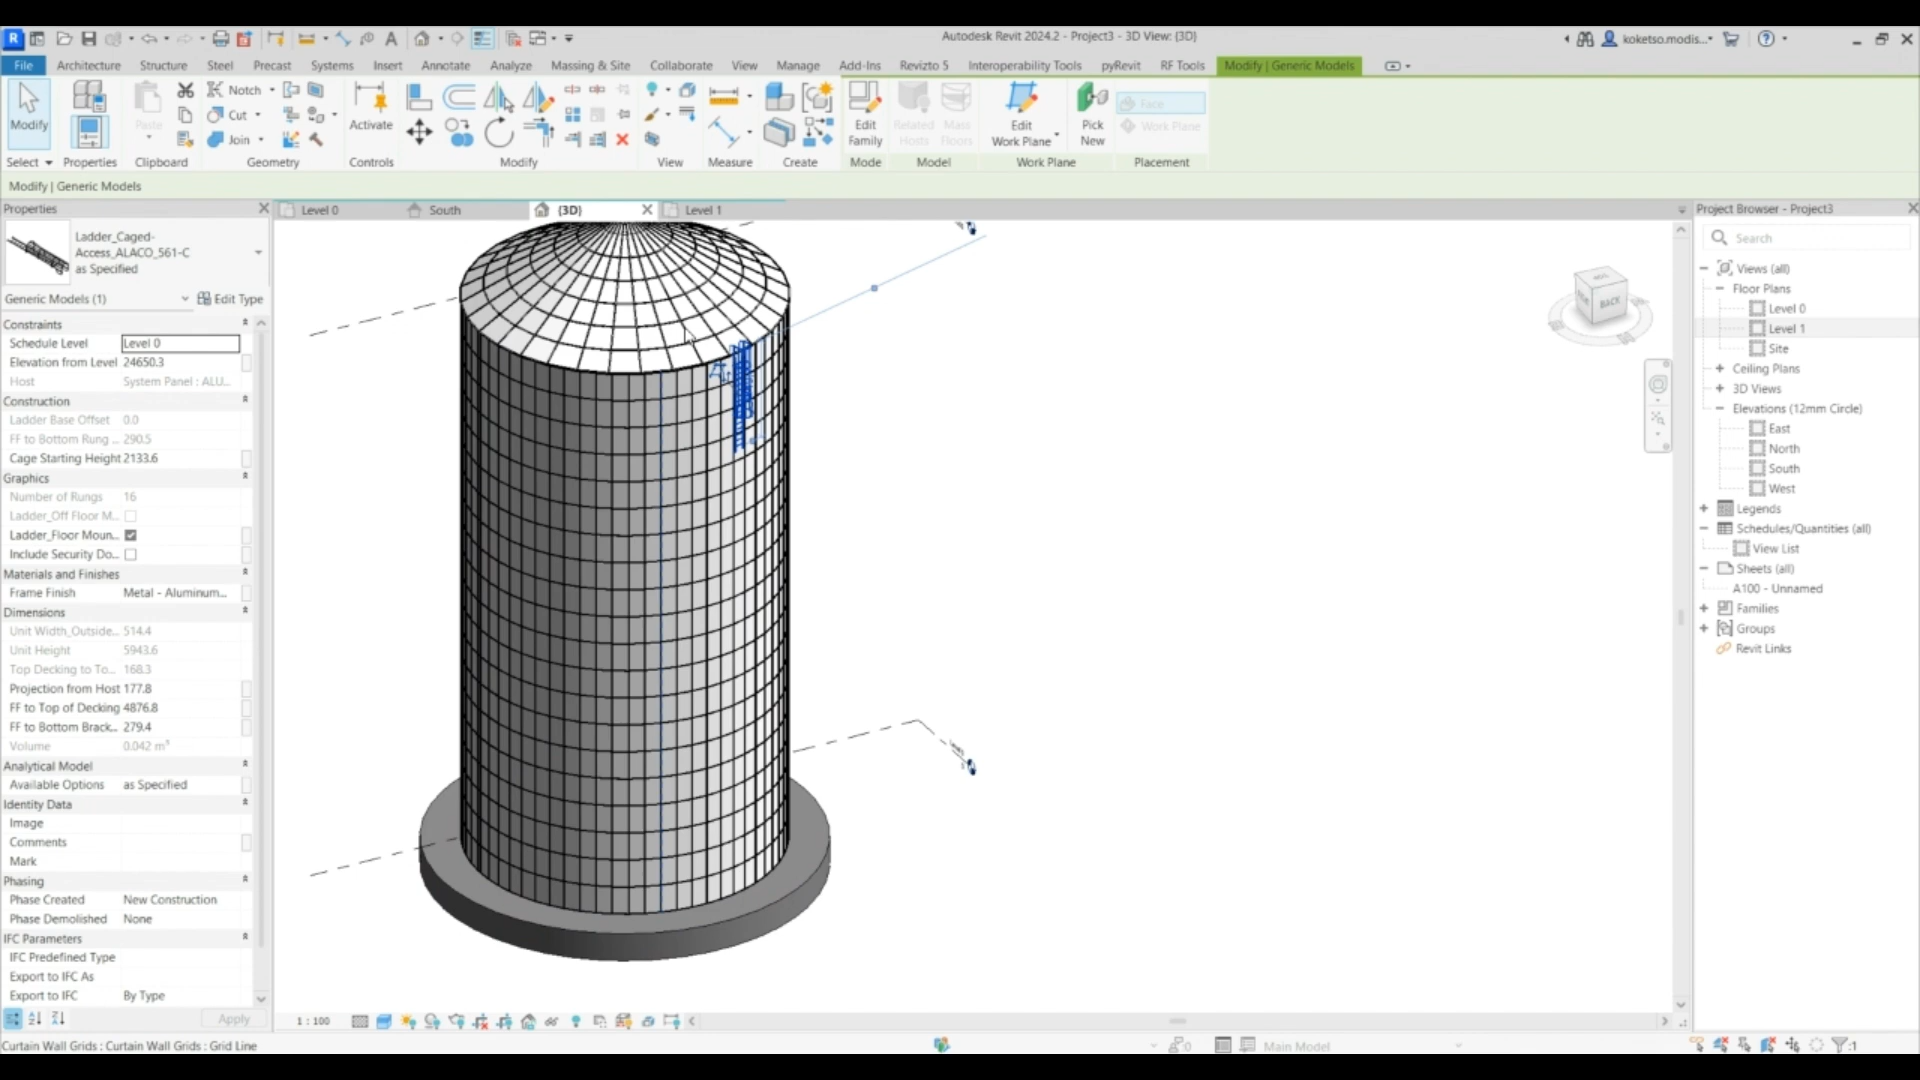 Autodesk Revit 2024.2 - Project3 - 3D View: {3D}
koketso.modis...
File Architecture Structure Steel Precast Systems Insert Annotate Analyze Massing & Site Collaborate View Manage Add-Ins Revizto 5 Interoperability Tools pyRevit RF Tools Modify | Generic Models
Modify
Paste
Notch
Cut
Join
Activate
Edit Family
Related Hosts
Mass Floors
Edit Work Plane
Pick New
Face
Work Plane
Select Properties Clipboard Geometry Controls Modify View Measure Create Mode Model Work Plane Placement
Modify | Generic Models
Properties
Level 0
South
{3D}
Level 1
Ladder_Caged-
Access_ALACO_561-C
as Specified
Generic Models (1)
Edit Type
Constraints
Schedule Level Level 0
Elevation from Level 24650.3
Host System Panel : ALU...
Construction
Ladder Base Offset 0.0
FF to Bottom Rung ... 290.5
Cage Starting Height 2133.6
Graphics
Number of Rungs 16
Ladder_Off Floor M...
Ladder_Floor Moun...
Include Security Do...
Materials and Finishes
Frame Finish Metal - Aluminum...
Dimensions
Unit Width_Outside... 514.4
Unit Height 5943.6
Top Decking to To... 168.3
Projection from Host 177.8
FF to Top of Decking 4876.8
FF to Bottom Brack... 279.4
Volume 0.042 m³
Analytical Model
Available Options as Specified
Identity Data
Image
Comments
Mark
Phasing
Phase Created New Construction
Phase Demolished None
IFC Parameters
IFC Predefined Type
Export to IFC As
Export to IFC By Type
Apply
BACK
Project Browser - Project3
Search
Views (all)
Floor Plans
Level 0
Level 1
Site
Ceiling Plans
3D Views
Elevations (12mm Circle)
East
North
South
West
Legends
Schedules/Quantities (all)
View List
Sheets (all)
A100 - Unnamed
Families
Groups
Revit Links
1 : 100
Curtain Wall Grids : Curtain Wall Grids : Grid Line
:0
Main Model
:1